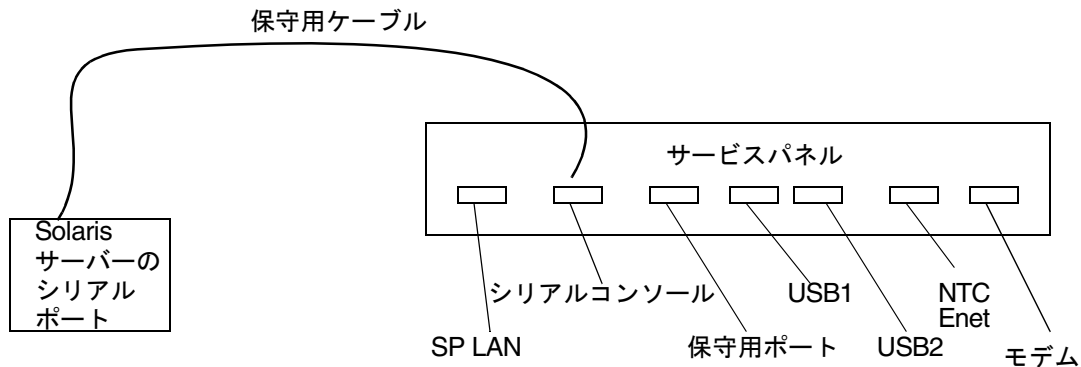 保守用ケーブル
サービスパネル
Solaris
サーバーの
シリアル
ポート
シリアルコンソール
USB1
NTC
Enet
SP LAN
保守用ポート
USB2
モデム